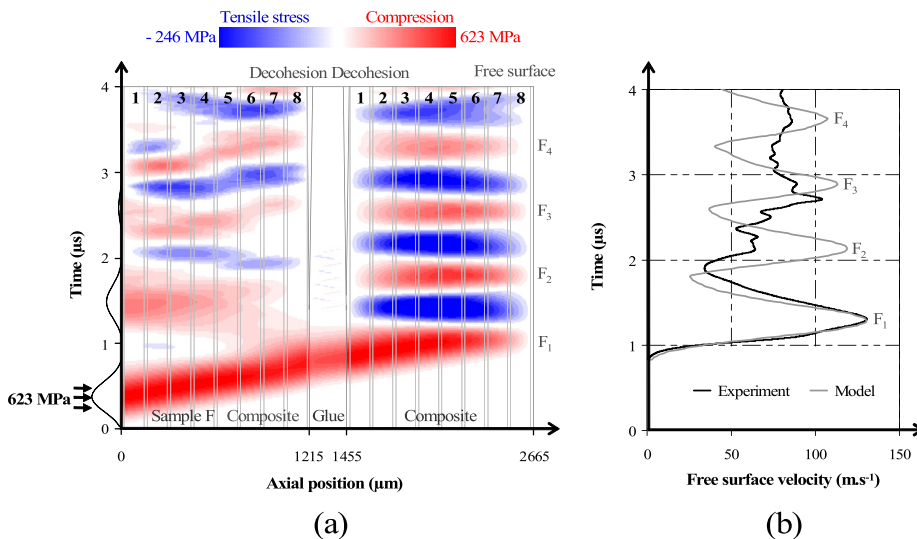 Tensile stress Compression
- 246 MPa 623 MPa
Decohesion Decohesion Free surface
1 2 3 4 5 6 7 8 1 2 3 4 5 6 7 8
4
3
2
1
0
Time (µs)
623 MPa
F4
F3
F2
F1
Sample F Composite Glue Composite
0 1215 1455 2665
Axial position (µm)
(a)
4
3
2
1
0
Time (µs)
F4
F3
F2
F1
Experiment Model
0 50 100 150
Free surface velocity (m.s-1)
(b)